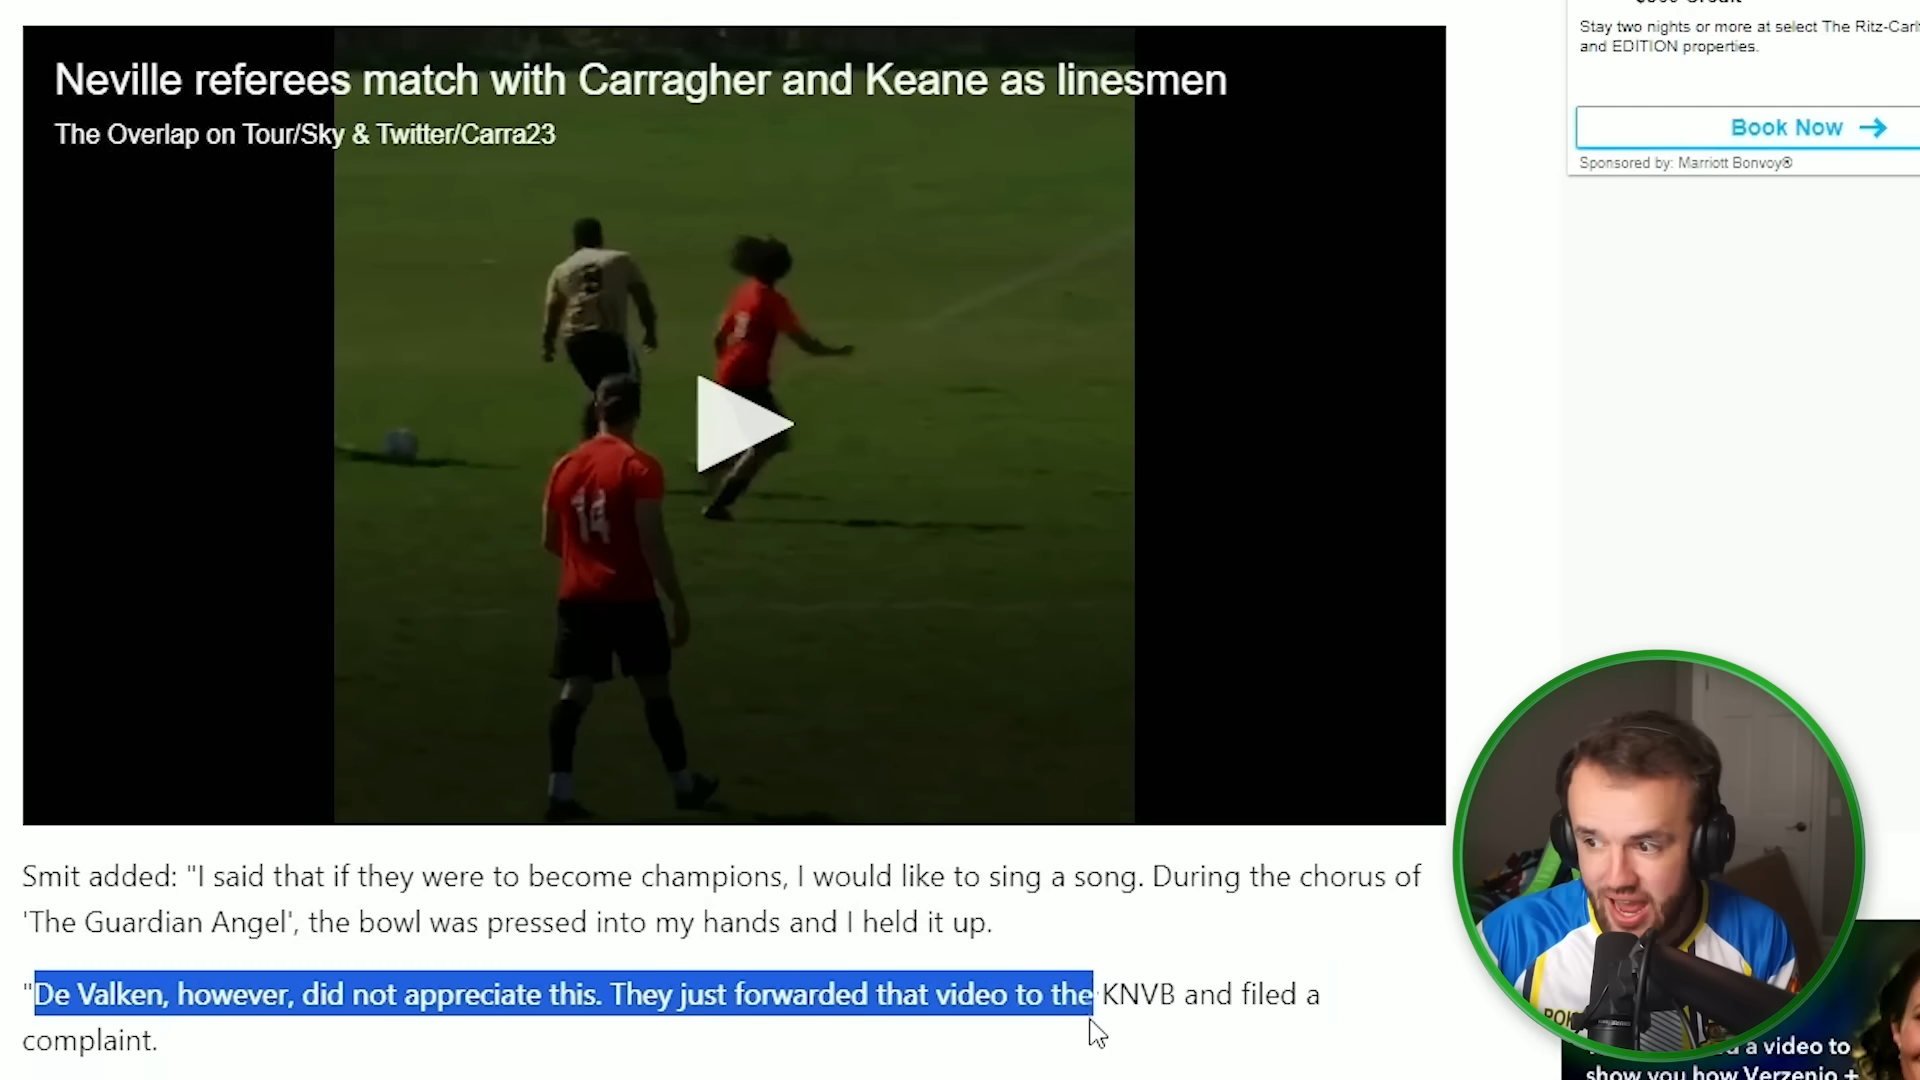 Stay two nights or more at select The Ritz-Carl
and EDITION properties.
Neville referees match with Carragher and Keane as linesmen
The Overlap on Tour/Sky & Twitter/Carra23
Book Now
Sponsored by: Marriott Bonvoy®
14
Smit added: "I said that if they were to become champions, I would like to sing a song. During the chorus of
'The Guardian Angel', the bowl was pressed into my hands and I held it up.
"De Valken, however, did not appreciate this. They just forwarded that video to the KNVB and filed a
complaint.
a video to
show you how Verzenio +